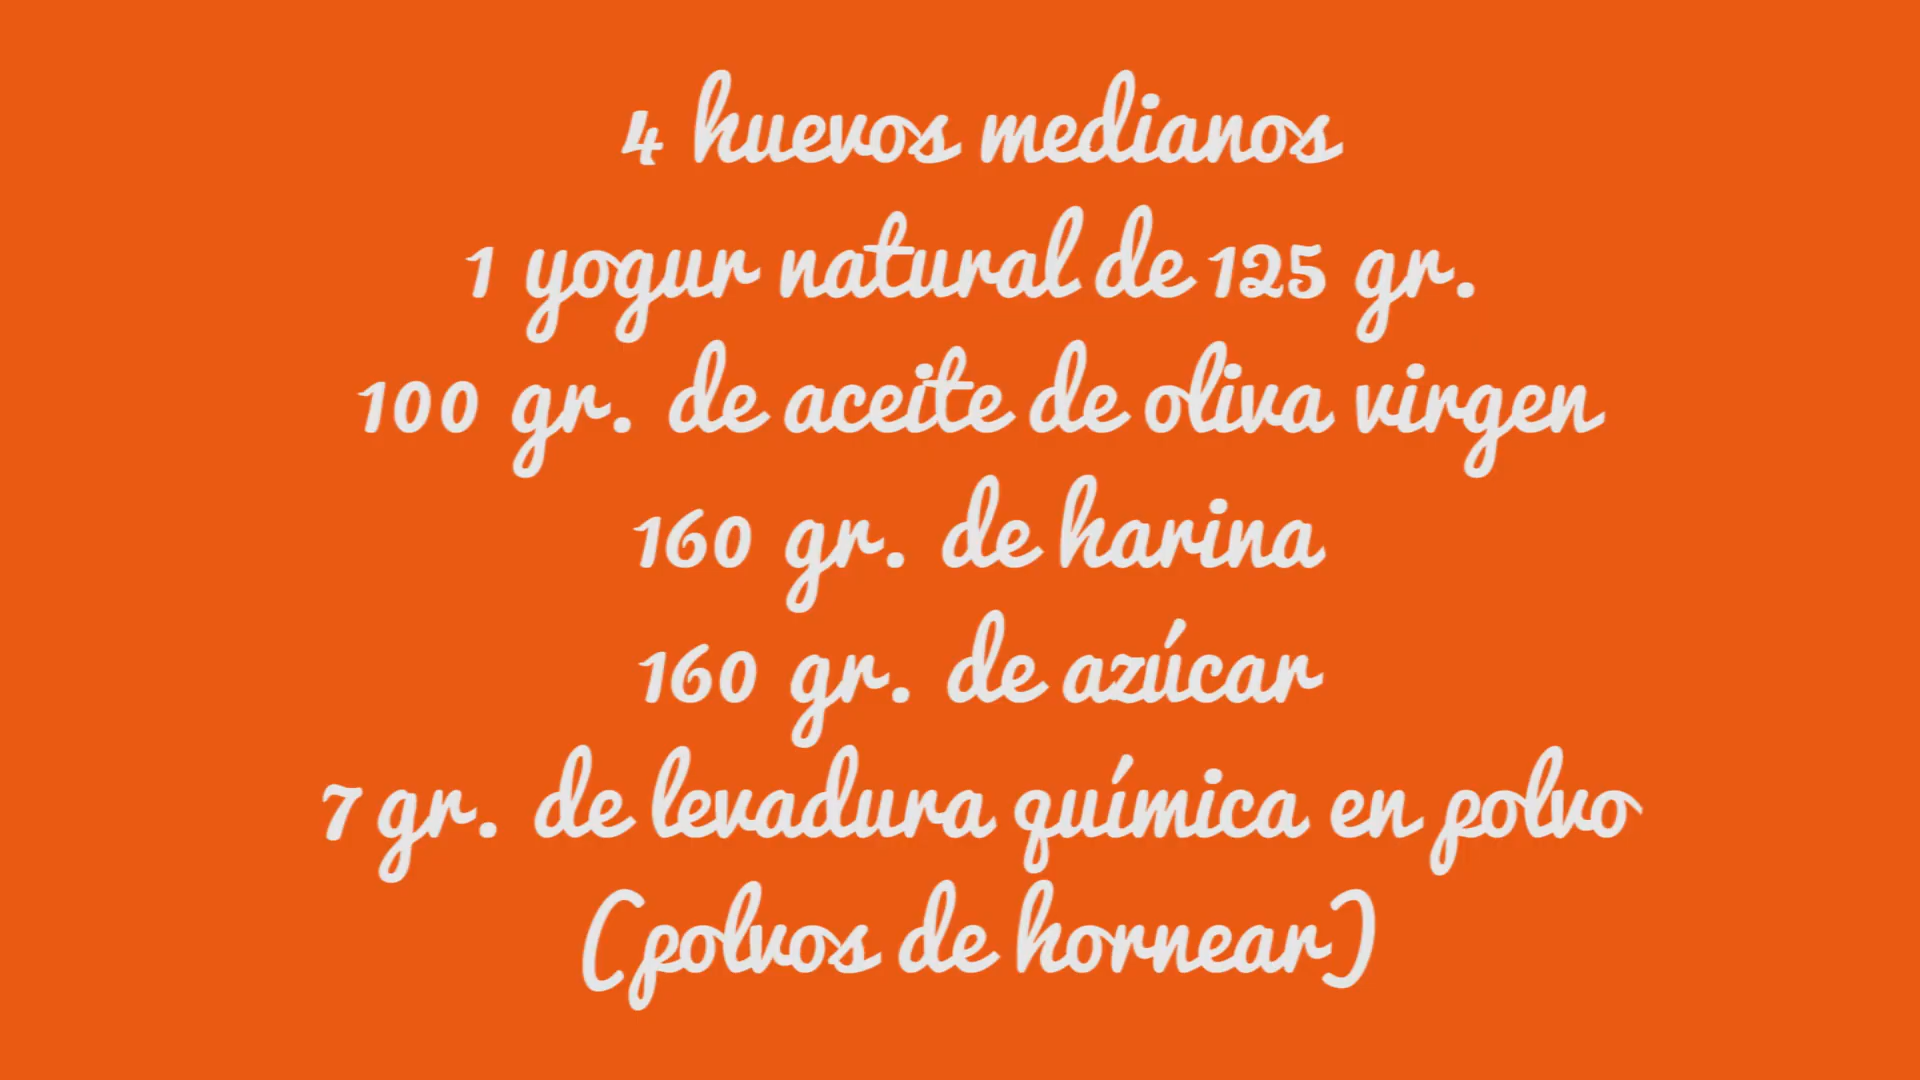 4 huevos medianos
1 yogur natural de 125 gr.
100 gr. de aceite de oliva virgen
160 gr. de harina
160 gr. de azúcar
7 gr. de levadura química en polvo
(polvos de hornear)